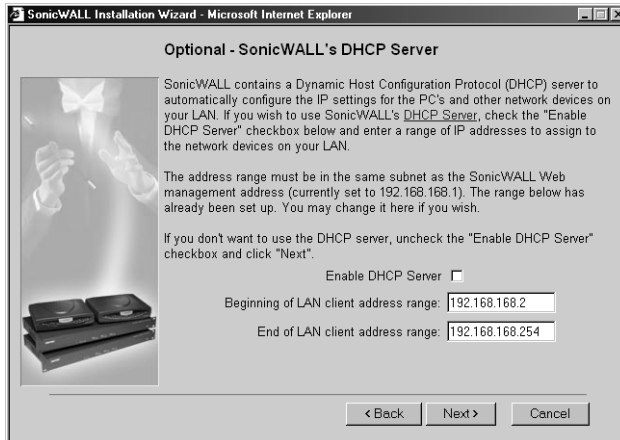 SonicWALL Installation Wizard - Microsoft Internet Explorer
Optional - SonicWALL's DHCP Server
SonicWALL contains a Dynamic Host Configuration Protocol (DHCP) server to
automatically configure the IP settings for the PC's and other network devices on
your LAN. If you wish to use SonicWALL's DHCP Server, check the "Enable
DHCP Server" checkbox below and enter a range of IP addresses to assign to
the network devices on your LAN.
The address range must be in the same subnet as the SonicWALL Web
management address (currently set to 192.168.168.1). The range below has
already been set up. You may change it here if you wish.
If you don't want to use the DHCP server, uncheck the "Enable DHCP Server"
checkbox and click "Next".
Enable DHCP Server
Beginning of LAN client address range: 192.168.168.2
End of LAN client address range: 192.168.168.254
< Back Next > Cancel